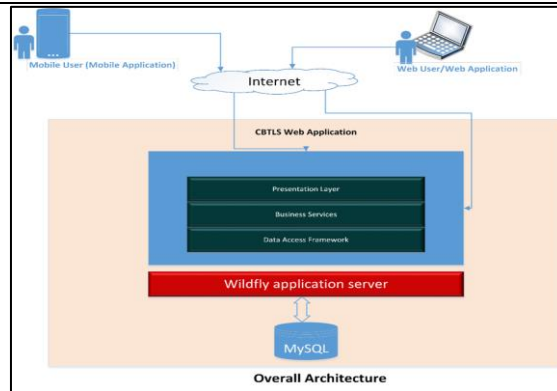 Mobile User (Mobile Application)
Web User/Web Application
Internet
CBTLS Web Application
Presentation Layer
Business Services
Data Access Framework
Wildfly application server
MySQL
Overall Architecture